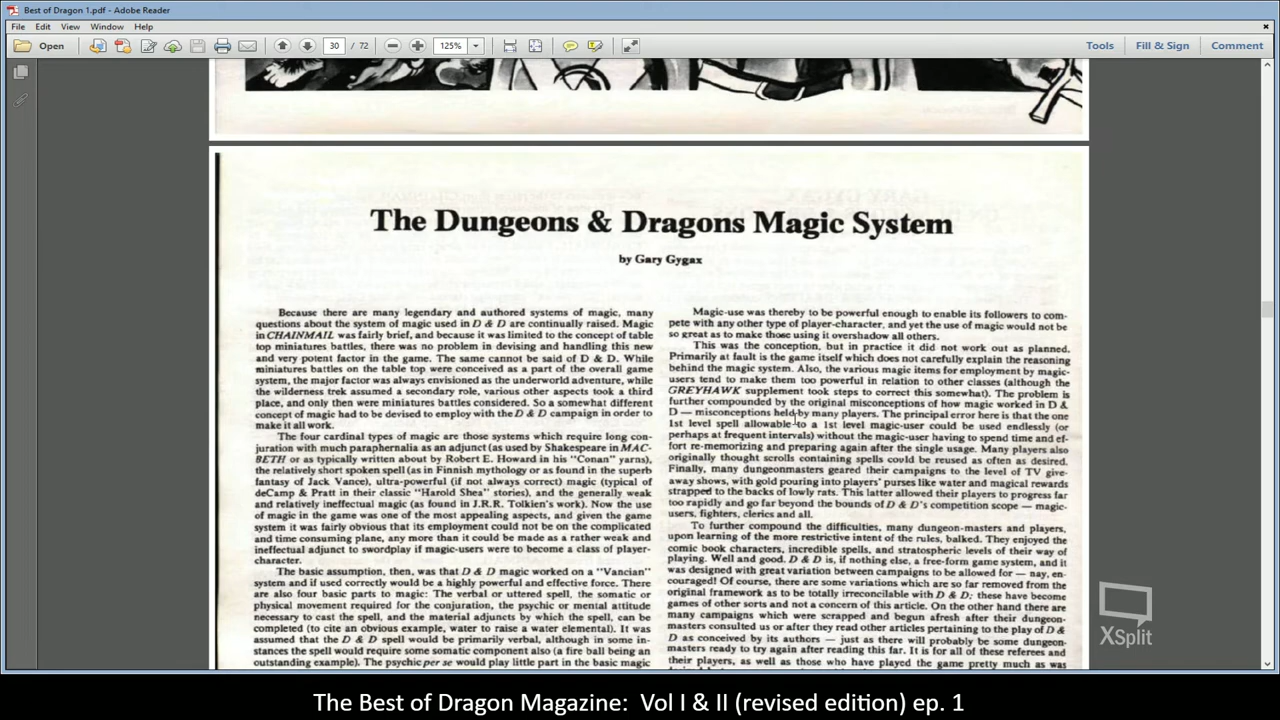 Best of Dragon 1.pdf - Adobe Reader
File Edit View Window Help
Open 30 / 72 125% Tools Fill & Sign Comment
The Dungeons & Dragons Magic System
by Gary Gygax
Because there are many legendary and authored systems of magic, many
questions about the system of magic used in D & D are continually raised. Magic
in CHAINMAIL was fairly brief, and because it was limited to the concept of table
top miniatures battles, there was no problem in devising and handling this new
and very potent factor in the game. The same cannot be said of D & D. While
miniatures battles on the table top were conceived as a part of the overall game
system, the major factor was always envisioned as the underworld adventure, while
the wilderness trek assumed a secondary role, various other aspects took a third
place, and only then were miniatures battles considered. So a somewhat different
concept of magic had to be devised to employ with the D & D campaign in order to
make it all work.
The four cardinal types of magic are those systems which require long con-
juration with much paraphernalia as an adjunct (as used by Shakespeare in MAC-
BETH or as typically written about by Robert E. Howard in his "Conan" yarns),
the relatively short spoken spell (as in Finnish mythology or as found in the superb
fantasy of Jack Vance), ultra-powerful (if not always correct) magic (typical of
deCamp & Pratt in their classic "Harold Shea" stories), and the generally weak
and relatively ineffectual magic (as found in J.R.R. Tolkien's work). Now the use
of magic in the game was one of the most appealing aspects, and given the game
system it was fairly obvious that its employment could not be on the complicated
and time consuming plane, any more than it could be made as a rather weak and
ineffectual adjunct to swordplay if magic-users were to become a class of player-
character.
The basic assumption, then, was that D & D magic worked on a "Vancian"
system and if used correctly would be a highly powerful and effective force. There
are also four basic parts to magic: The verbal or uttered spell, the somatic or
physical movement required for the conjuration, the psychic or mental attitude
necessary to cast the spell, and the material adjuncts by which the spell, can be
completed (to cite an obvious example, water to raise a water elemental). It was
assumed that the D & D spell would be primarily verbal, although in some in-
stances the spell would require some somatic component also (a fire ball being an
outstanding example). The psychic per se would play little part in the basic magic
Magic-use was thereby to be powerful enough to enable its followers to com-
pete with any other type of player-character, and yet the use of magic would not be
so great as to make those using it overshadow all others.
This was the conception, but in practice it did not work out as planned.
Primarily at fault is the game itself which does not carefully explain the reasoning
behind the magic system. Also, the various magic items for employment by magic-
users tend to make them too powerful in relation to other classes (although the
GREYHAWK supplement took steps to correct this somewhat). The problem is
further compounded by the original misconceptions of how magic worked in D &
D — misconceptions held by many players. The principal error here is that the one
1st level spell allowable to a 1st level magic-user could be used endlessly (or
perhaps at frequent intervals) without the magic-user having to spend time and ef-
fort re-memorizing and preparing again after the single usage. Many players also
originally thought scrolls containing spells could be reused as often as desired.
Finally, many dungeonmasters geared their campaigns to the level of TV give-
away shows, with gold pouring into players' purses like water and magical rewards
strapped to the backs of lowly rats. This latter allowed their players to progress far
too rapidly and go far beyond the bounds of D & D's competition scope — magic-
users, fighters, clerics and all.
To further compound the difficulties, many dungeon-masters and players,
upon learning of the more restrictive intent of the rules, balked. They enjoyed the
comic book characters, incredible spells, and stratospheric levels of their way of
playing. Well and good. D & D is, if nothing else, a free-form game system, and it
was designed with great variation between campaigns to be allowed for — nay, en-
couraged! Of course, there are some variations which are so far removed from the
original framework as to be totally irreconcilable with D & D; these have become
games of other sorts and not a concern of this article. On the other hand there are
many campaigns which were scrapped and begun afresh after their dungeon-
masters consulted us or after they read other articles pertaining to the play of D &
D as conceived by its authors — just as there will probably be some dungeon-
masters ready to try again after reading this far. It is for all of these referees and
their players, as well as those who have played the game pretty much as was
XSplit
The Best of Dragon Magazine: Vol I & II (revised edition) ep. 1